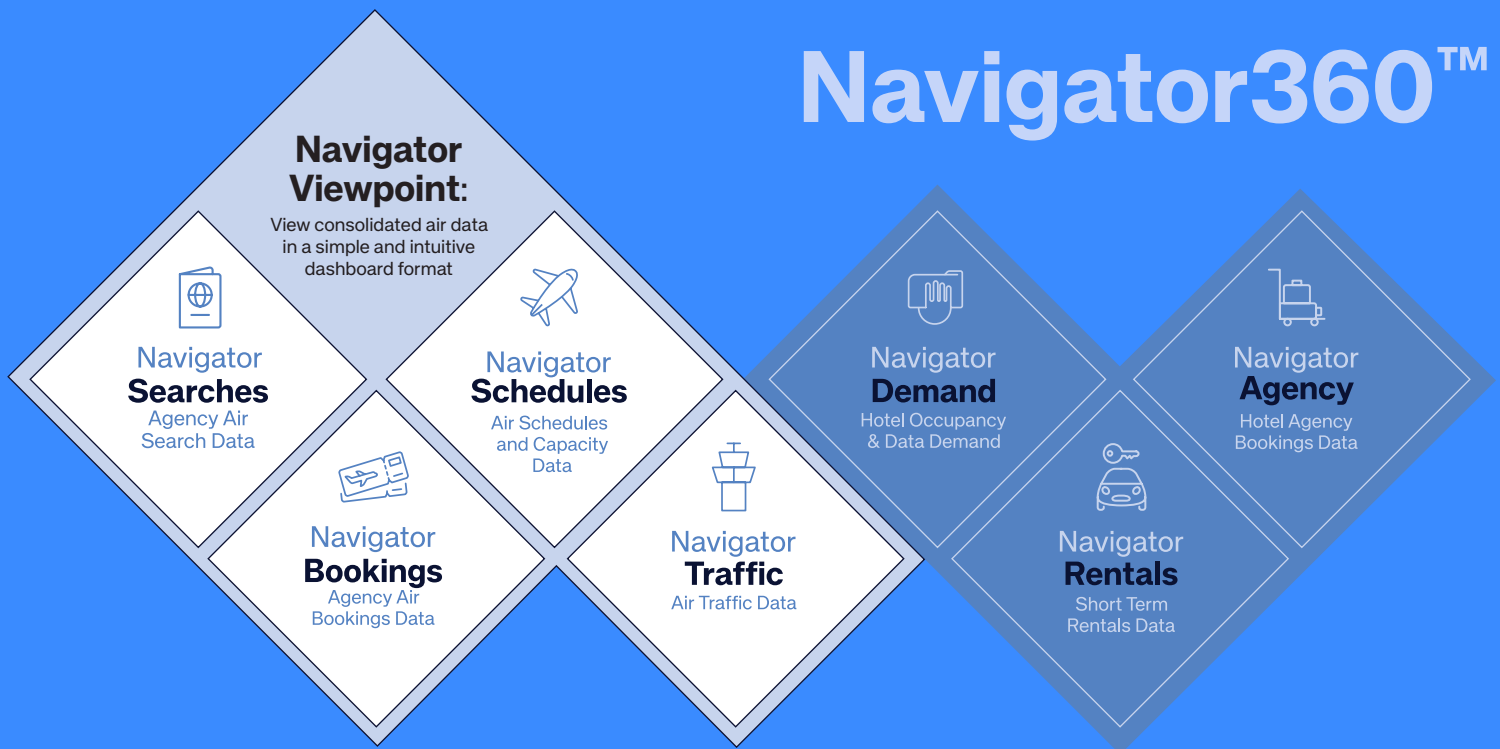 Navigator360™
Navigator
Viewpoint:
View consolidated air data
in a simple and intuitive
dashboard format
Navigator
Searches
Agency Air
Search Data
Navigator
Schedules
Air Schedules
and Capacity
Data
Navigator
Demand
Hotel Occupancy
& Data Demand
Navigator
Agency
Hotel Agency
Bookings Data
Navigator
Bookings
Agency Air
Bookings Data
Navigator
Traffic
Air Traffic Data
Navigator
Rentals
Short Term
Rentals Data